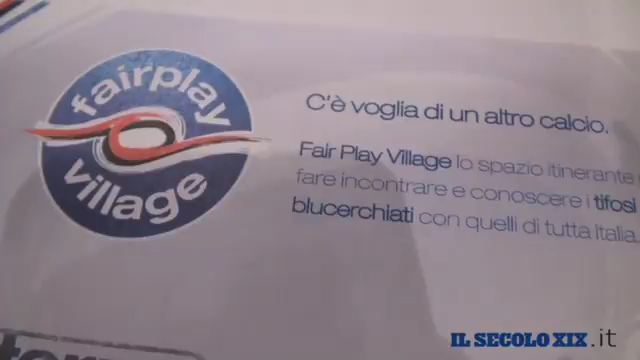 fairplay
village
C'è voglia di un altro calcio.
Fair Play Village lo spazio itinerante
fare incontrare e conoscere i tifosi
blucerchiati con quelli di tutta Italia.
IL SECOLO XIX.it